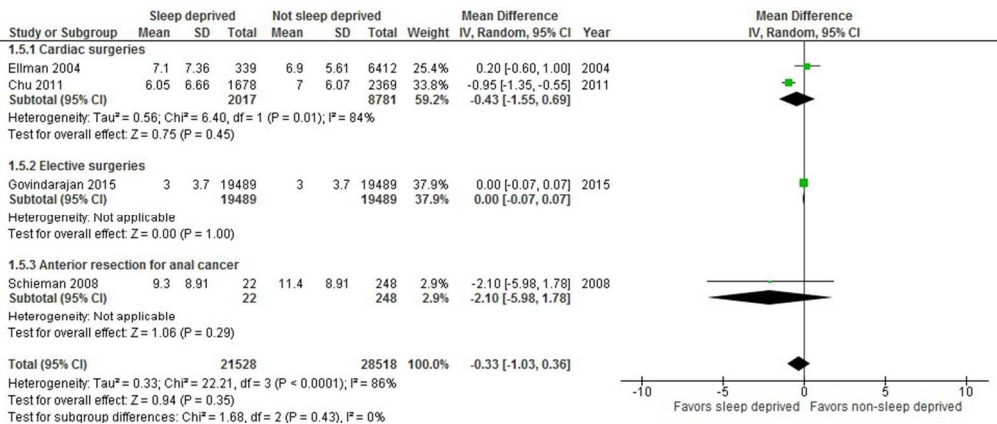 Sleep deprived Not sleep deprived Mean Difference Mean Difference
Study or Subgroup Mean SD Total Mean SD Total Weight IV, Random, 95% CI Year IV, Random, 95% CI
1.5.1 Cardiac surgeries
Ellman 2004 7.1 7.36 339 6.9 5.61 6412 25.4% 0.20 [-0.60, 1.00] 2004
Chu 2011 6.05 6.66 1678 7 6.07 2369 33.8% -0.95 [-1.35, -0.55] 2011
Subtotal (95% CI) 2017 8781 59.2% -0.43 [-1.55, 0.69]
Heterogeneity: Tau² = 0.56; Chi² = 6.40, df = 1 (P = 0.01); I² = 84%
Test for overall effect: Z = 0.75 (P = 0.45)
1.5.2 Elective surgeries
Govindarajan 2015 3 3.7 19489 3 3.7 19489 37.9% 0.00 [-0.07, 0.07] 2015
Subtotal (95% CI) 19489 19489 37.9% 0.00 [-0.07, 0.07]
Heterogeneity: Not applicable
Test for overall effect: Z = 0.00 (P = 1.00)
1.5.3 Anterior resection for anal cancer
Schieman 2008 9.3 8.91 22 11.4 8.91 248 2.9% -2.10 [-5.98, 1.78] 2008
Subtotal (95% CI) 22 248 2.9% -2.10 [-5.98, 1.78]
Heterogeneity: Not applicable
Test for overall effect: Z = 1.06 (P = 0.29)
Total (95% CI) 21528 28518 100.0% -0.33 [-1.03, 0.36]
Heterogeneity: Tau² = 0.33; Chi² = 22.21, df = 3 (P < 0.0001); I² = 86%
Test for overall effect: Z = 0.94 (P = 0.35)
Test for subgroup differences: Chi² = 1.68, df = 2 (P = 0.43), I² = 0%
-10 -5 0 5 10
Favors sleep deprived Favors non-sleep deprived